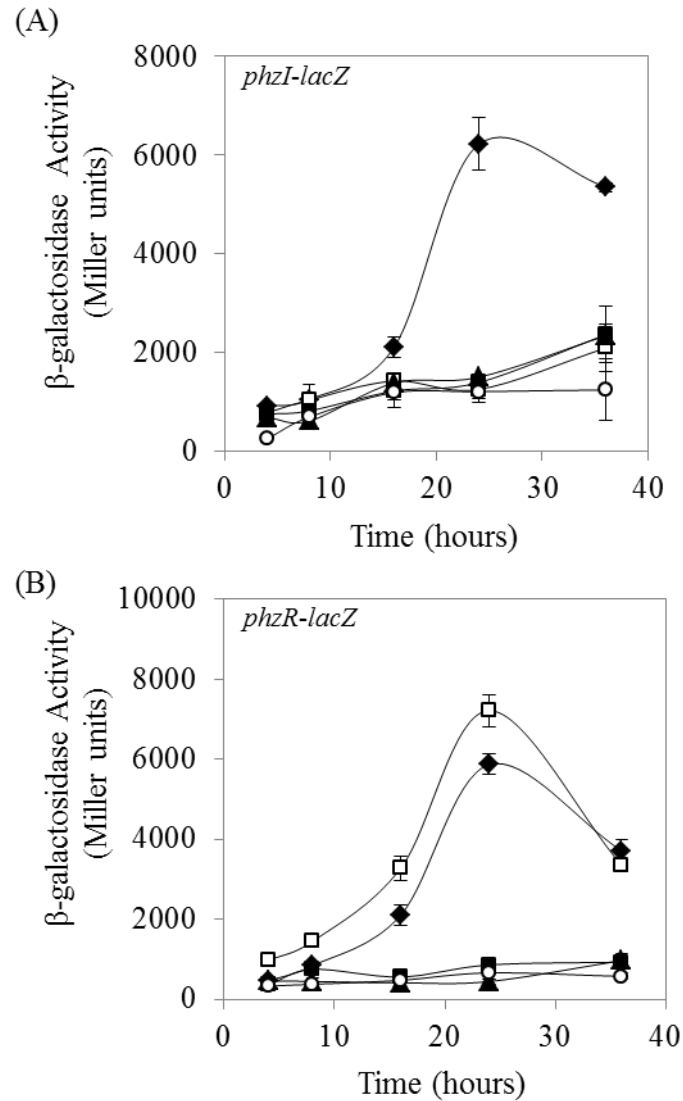 (A)
phzI-lacZ
8000
6000
4000
2000
0
β-galactosidase Activity
(Miller units)
0 10 20 30 40
Time (hours)
(B)
phzR-lacZ
10000
8000
6000
4000
2000
0
β-galactosidase Activity
(Miller units)
0 10 20 30 40
Time (hours)